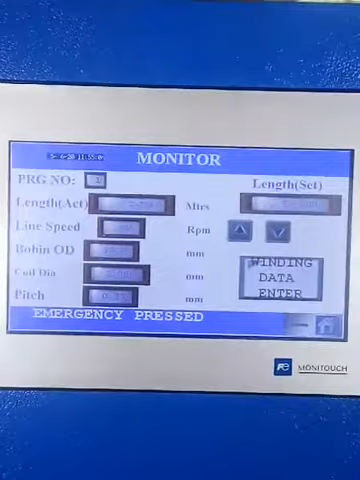 MONITOR
PRG NO: 1
Length(Set)
Length(Act) Mtrs
Line Speed Rpm
Bobin OD mm
Coil Dia mm
WINDING
DATA
ENTER
Pitch mm
EMERGENCY PRESSED
MONITOUCH